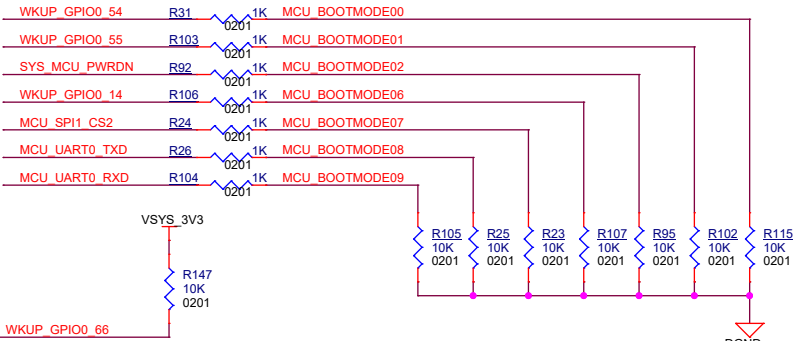 WKUP_GPIO0_54 R31 1K MCU_BOOTMODE00
0201
WKUP_GPIO0_55 R103 1K MCU_BOOTMODE01
0201
SYS_MCU_PWRDN R92 1K MCU_BOOTMODE02
0201
WKUP_GPIO0_14 R106 1K MCU_BOOTMODE06
0201
MCU_SPI1_CS2 R24 1K MCU_BOOTMODE07
0201
MCU_UART0_TXD R26 1K MCU_BOOTMODE08
0201
MCU_UART0_RXD R104 1K MCU_BOOTMODE09
0201
VSYS_3V3
R105 R25 R23 R107 R95 R102 R115
10K 10K 10K 10K 10K 10K 10K
0201 0201 0201 0201 0201 0201 0201
R147
10K
0201
WKUP_GPIO0_66